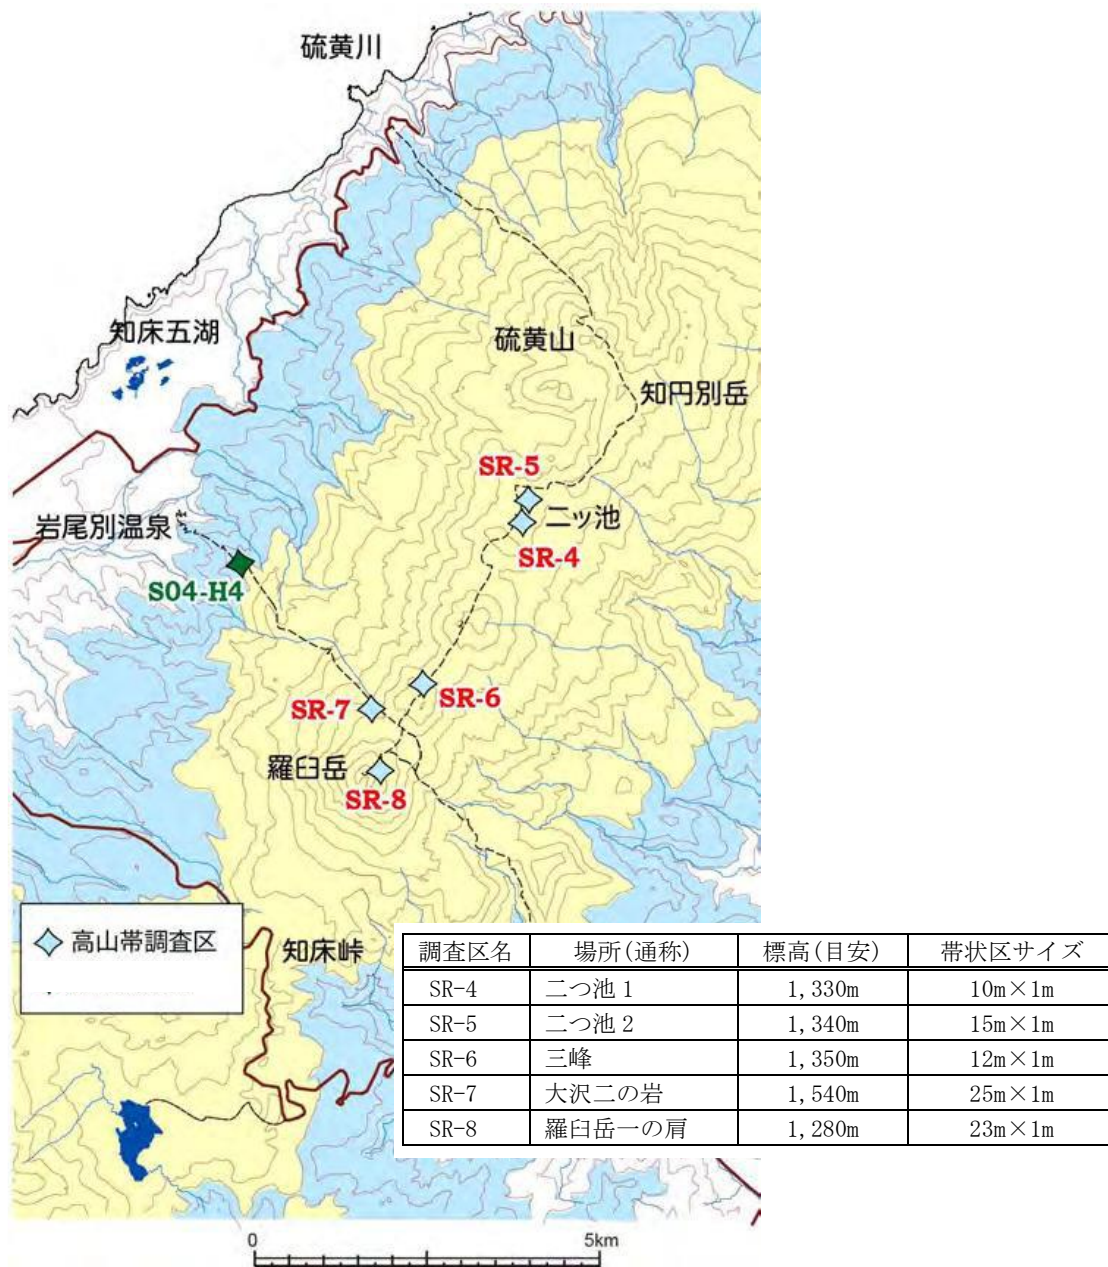 硫黄川
知床五湖
硫黄山
知円別岳
SR-5
岩尾別温泉
二ッ池
SR-4
S04-H4
SR-7
SR-6
羅臼岳
SR-8
高山帯調査区
知床峠
調査区名 場所(通称) 標高(目安) 帯状区サイズ
SR-4 二つ池1 1,330m 10m×1m
SR-5 二つ池2 1,340m 15m×1m
SR-6 三峰 1,350m 12m×1m
SR-7 大沢二の岩 1,540m 25m×1m
SR-8 羅臼岳一の肩 1,280m 23m×1m
0 5km